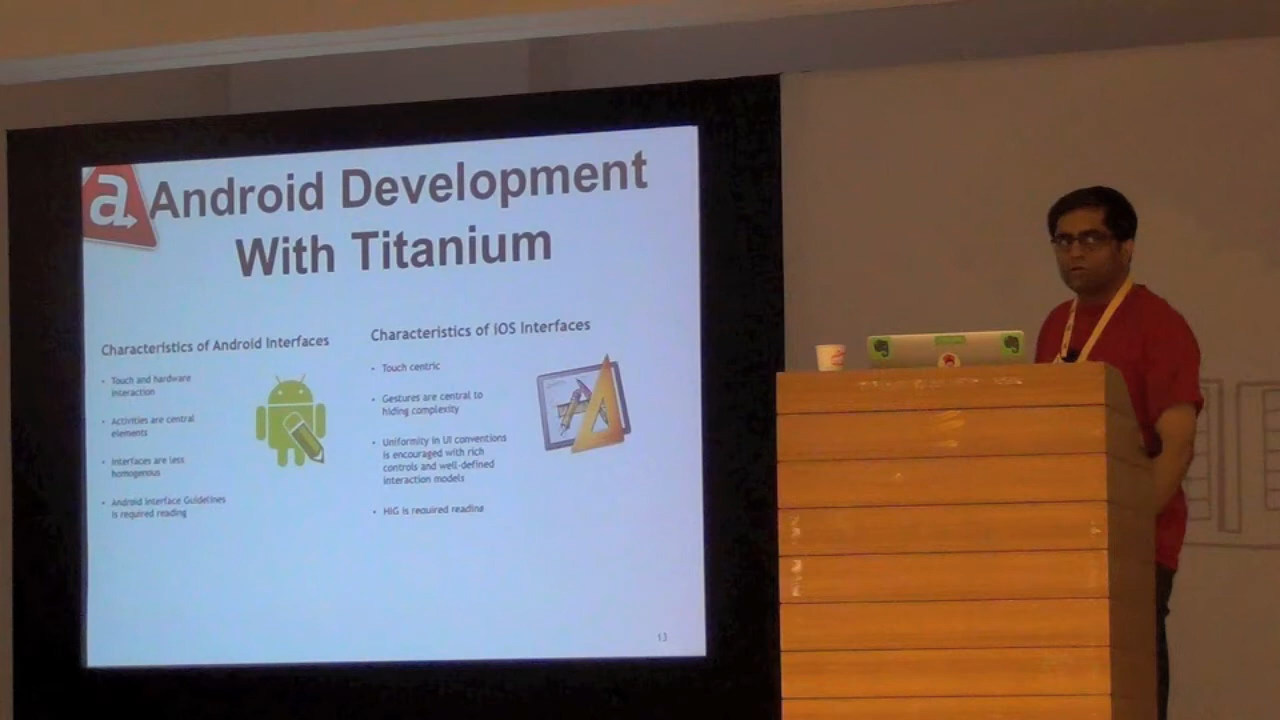 a
Android Development
With Titanium
Characteristics of Android Interfaces
• Touch and hardware
interaction
• Activities are central
elements
• Interfaces are less
homogenous
• Android Interface Guidelines
is required reading
Characteristics of iOS Interfaces
• Touch centric
• Gestures are central to
hiding complexity
• Uniformity in UI conventions
is encouraged with rich
controls and well-defined
interaction models
• HIG is required reading
13